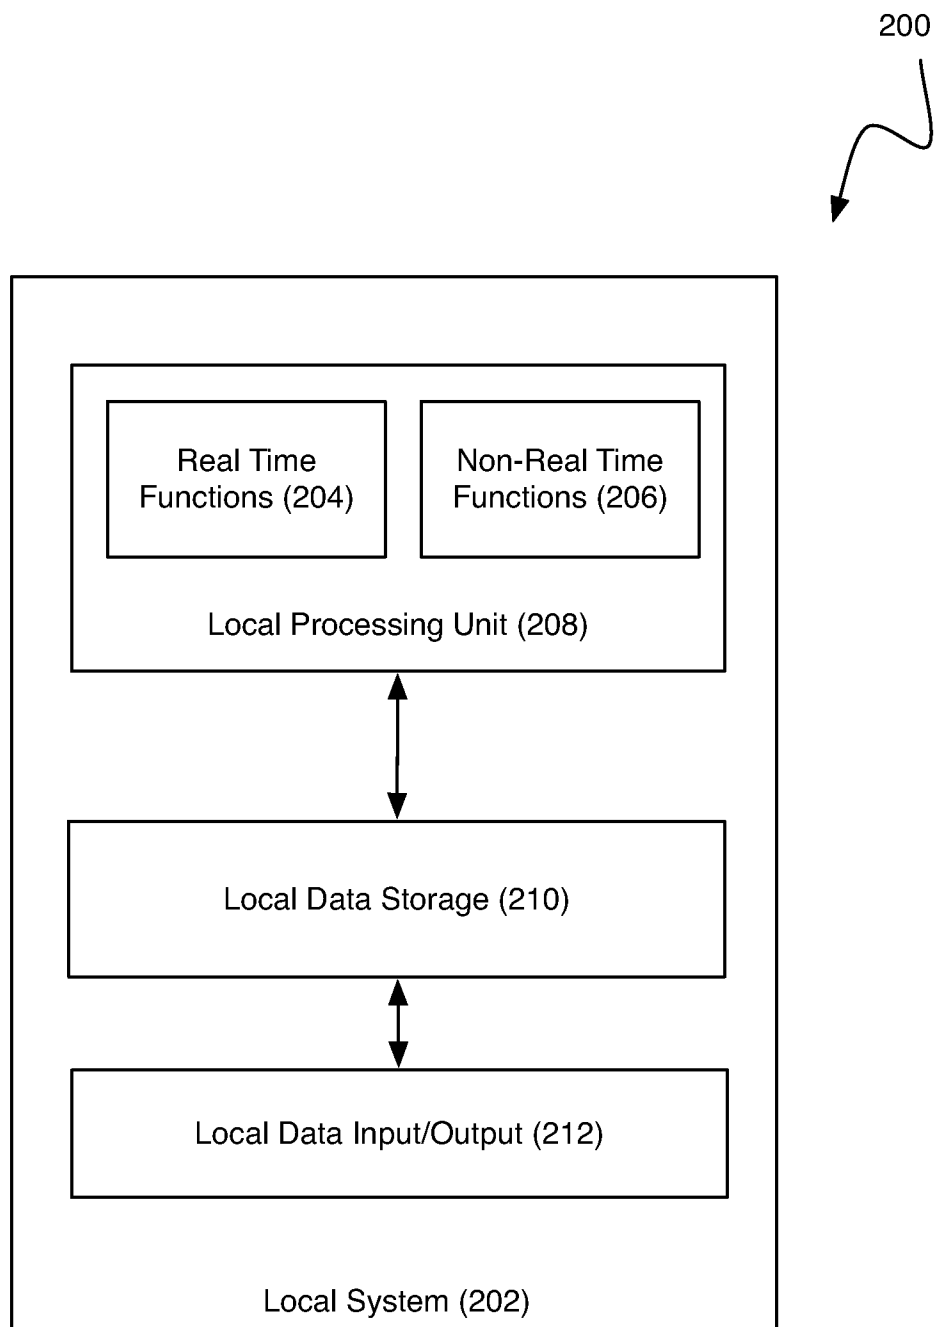 200
Real Time
Functions (204)
Non-Real Time
Functions (206)
Local Processing Unit (208)
Local Data Storage (210)
Local Data Input/Output (212)
Local System (202)